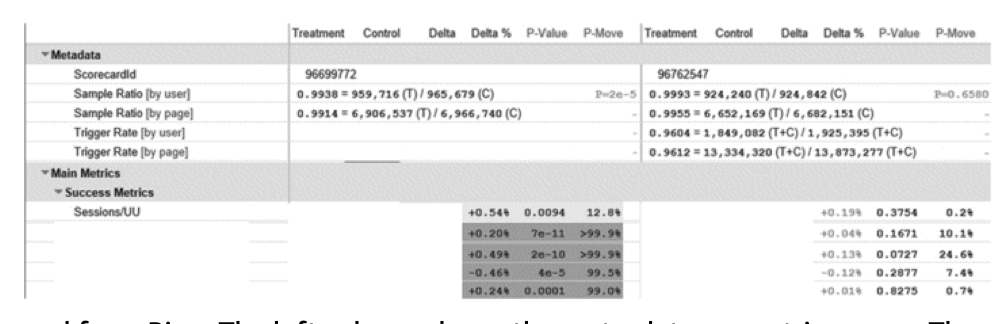 Treatment Control Delta Delta % P-Value P-Move Treatment Control Delta Delta % P-Value P-Move
Metadata
ScorecardId 96699772 96762547
Sample Ratio [by user] 0.9938 = 959,716 (T) / 965,679 (C) P=2e-5 0.9993 = 924,240 (T) / 924,842 (C) P=0.6580
Sample Ratio [by page] 0.9914 = 6,906,537 (T) / 6,966,740 (C) - 0.9955 = 6,652,169 (T) / 6,682,151 (C) -
Trigger Rate [by user] - 0.9604 = 1,849,082 (T+C) / 1,925,395 (T+C) -
Trigger Rate [by page] - 0.9612 = 13,334,320 (T+C) / 13,873,277 (T+C) -
Main Metrics
Success Metrics
Sessions/UU +0.54% 0.0094 12.8% +0.19% 0.3754 0.2%
+0.20% 7e-11 >99.9% +0.04% 0.1671 10.1%
+0.49% 2e-10 >99.9% +0.13% 0.0727 24.6%
-0.46% 4e-5 99.5% -0.12% 0.2877 7.4%
+0.24% 0.0001 99.0% +0.01% 0.8275 0.7%